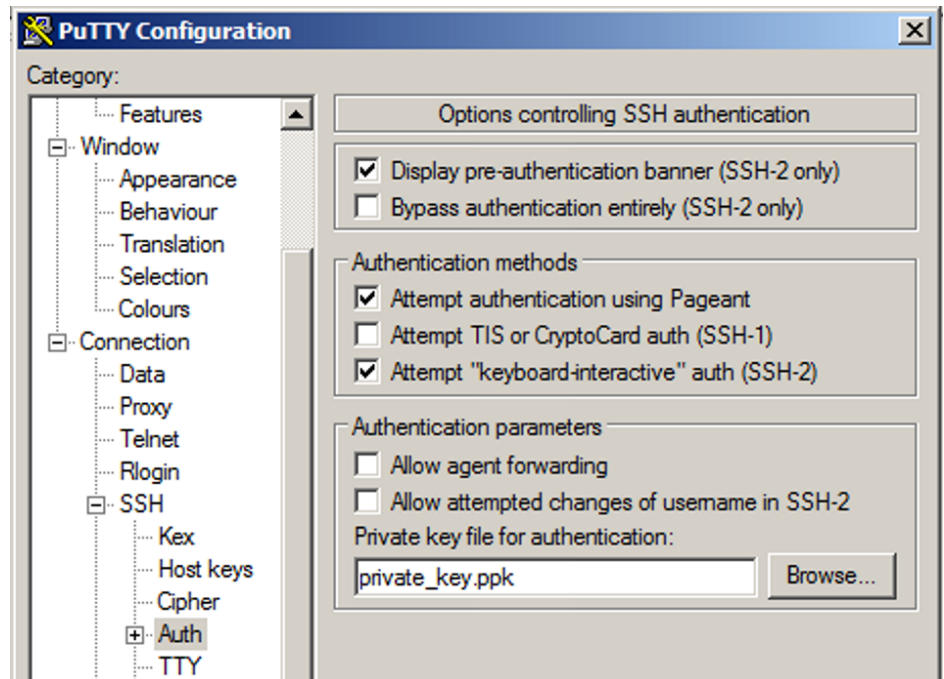 PuTTY Configuration
Category:
Features
Window
Appearance
Behaviour
Translation
Selection
Colours
Connection
Data
Proxy
Telnet
Rlogin
SSH
Kex
Host keys
Cipher
Auth
TTY
Options controlling SSH authentication
Display pre-authentication banner (SSH-2 only)
Bypass authentication entirely (SSH-2 only)
Authentication methods
Attempt authentication using Pageant
Attempt TIS or CryptoCard auth (SSH-1)
Attempt "keyboard-interactive" auth (SSH-2)
Authentication parameters
Allow agent forwarding
Allow attempted changes of username in SSH-2
Private key file for authentication:
private_key.ppk
Browse...